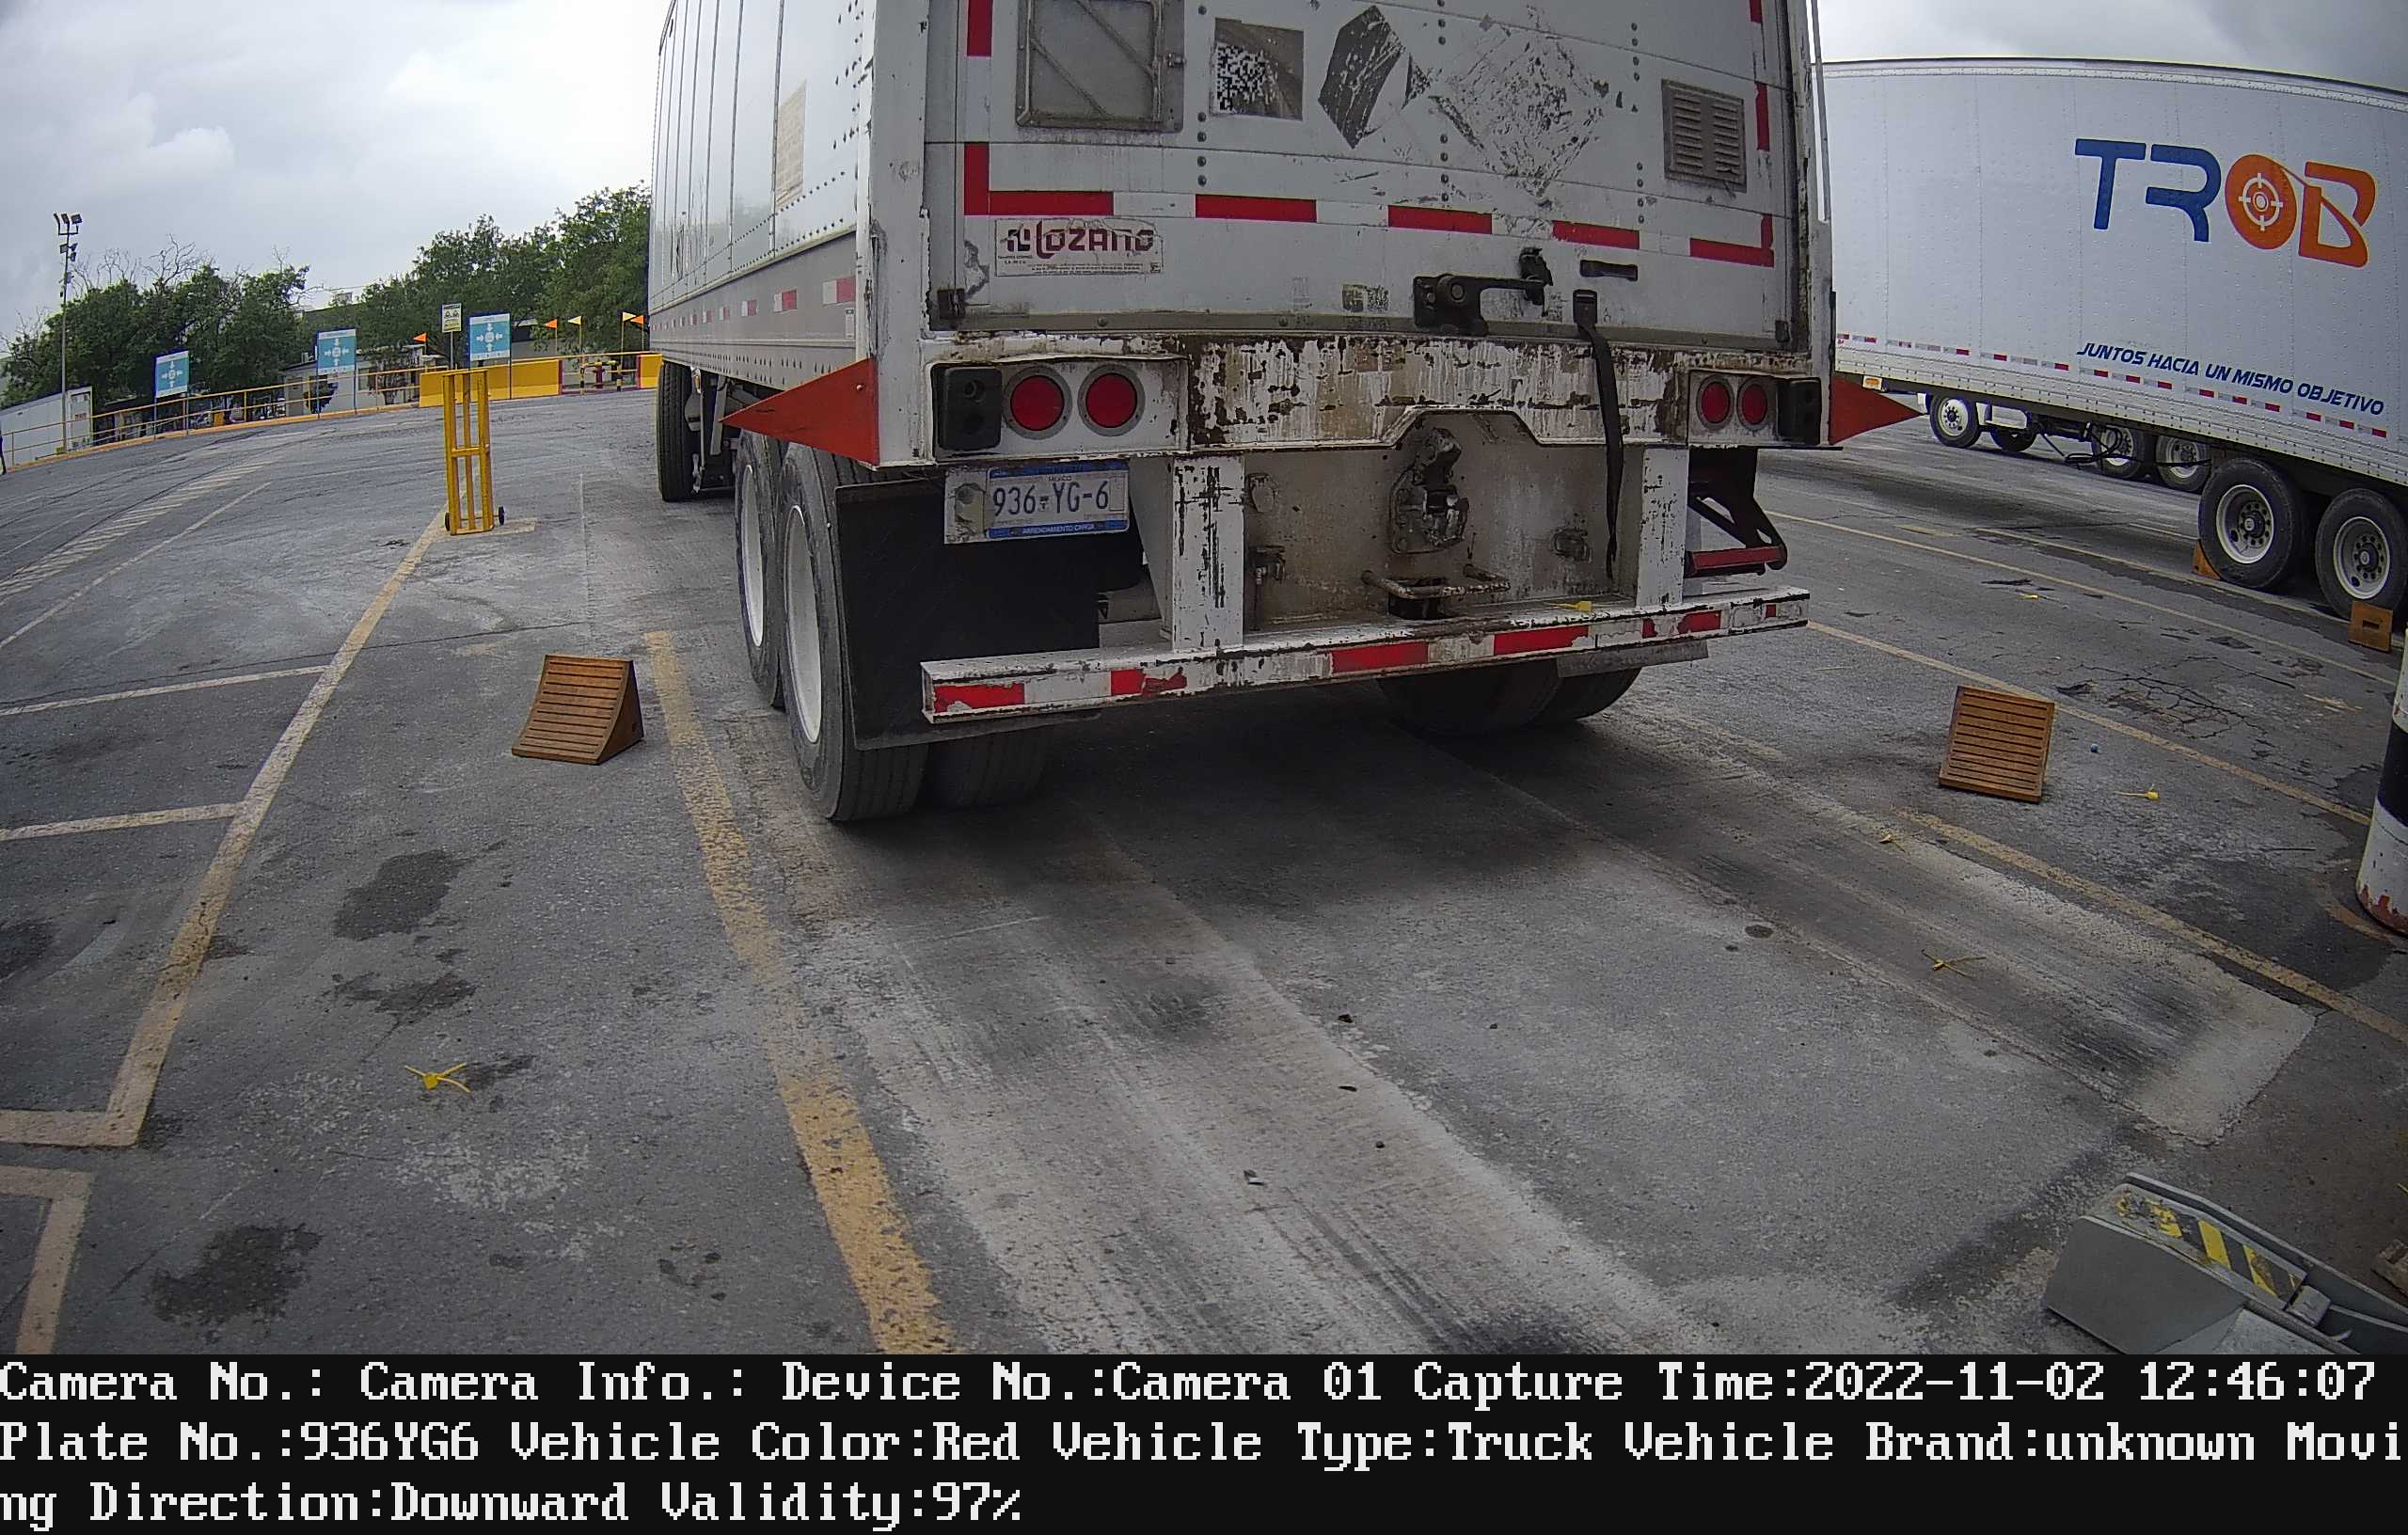 TROB
JUNTOS HACIA UN MISMO OBJETIVO
LOZANO
MEXICO
936-YG-6
Camera No.: Camera Info.: Device No.:Camera 01 Capture Time:2022-11-02 12:46:07
Plate No.:936YG6 Vehicle Color:Red Vehicle Type:Truck Vehicle Brand:unknown Movi
ng Direction:Downward Validity:97%